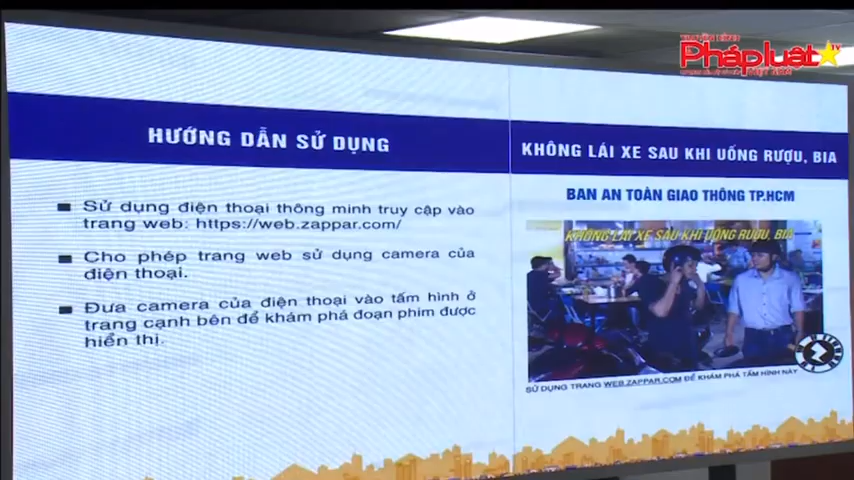 Pháp luật TV
HƯỚNG DẪN SỬ DỤNG
Sử dụng điện thoại thông minh truy cập vào
trang web: https://web.zappar.com/
Cho phép trang web sử dụng camera của
điện thoại.
Đưa camera của điện thoại vào tấm hình ở
trang cạnh bên để khám phá đoạn phim được
hiển thị.
KHÔNG LÁI XE SAU KHI UỐNG RƯỢU, BIA
BAN AN TOÀN GIAO THÔNG TP.HCM
KHÔNG LÁI XE SAU KHI UỐNG RƯỢU, BIA
SỬ DỤNG TRANG WEB.ZAPPAR.COM ĐỂ KHÁM PHÁ TẤM HÌNH NÀY